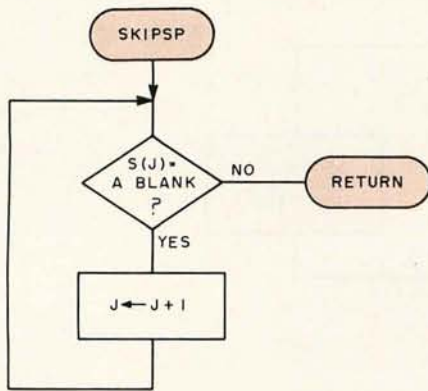 SKIPSP
S(J)=
A BLANK
?
NO
RETURN
YES
J←J+1